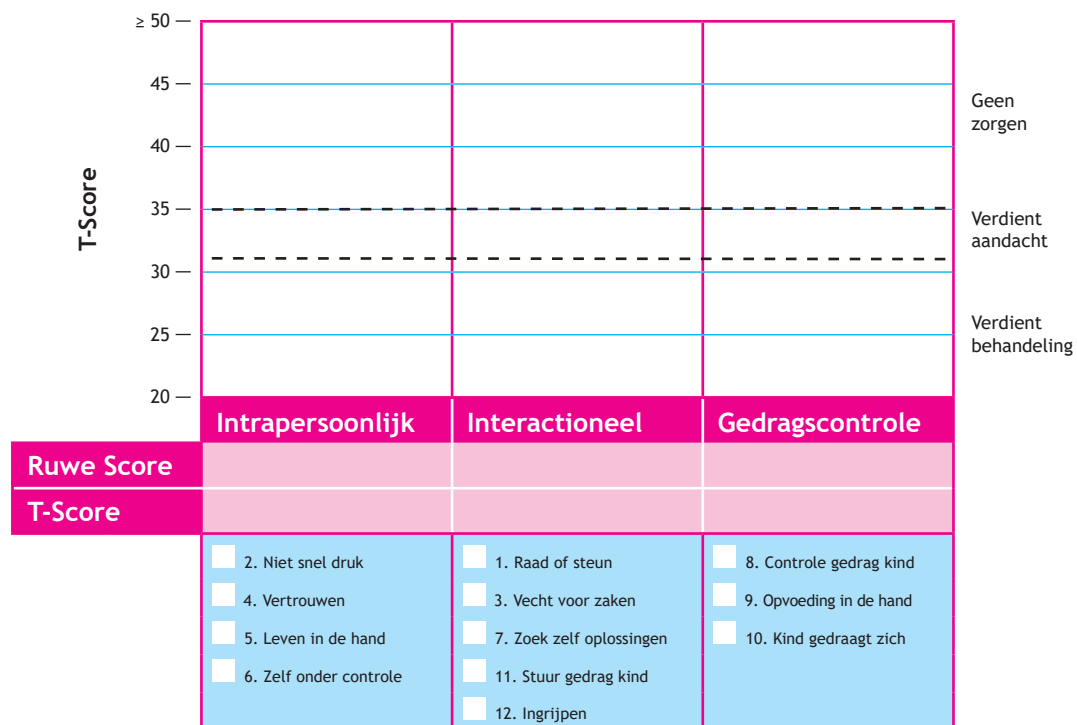 ≥ 50
45
40
35
30
25
20
T-Score
Geen
zorgen
Verdient
aandacht
Verdient
behandeling
Intrapersoonlijk
Interactioneel
Gedragscontrole
Ruwe Score
T-Score
2. Niet snel druk
4. Vertrouwen
5. Leven in de hand
6. Zelf onder controle
1. Raad of steun
3. Vecht voor zaken
7. Zoek zelf oplossingen
11. Stuur gedrag kind
12. Ingrijpen
8. Controle gedrag kind
9. Opvoeding in de hand
10. Kind gedraagt zich